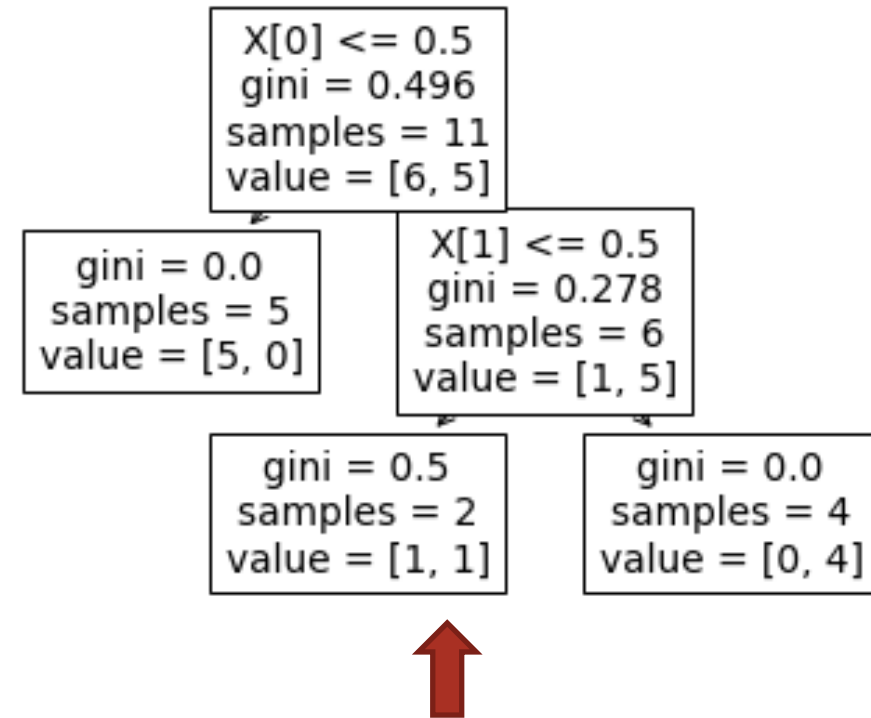 X[0] <= 0.5
gini = 0.496
samples = 11
value = [6, 5]
gini = 0.0
samples = 5
value = [5, 0]
X[1] <= 0.5
gini = 0.278
samples = 6
value = [1, 5]
gini = 0.5
samples = 2
value = [1, 1]
gini = 0.0
samples = 4
value = [0, 4]